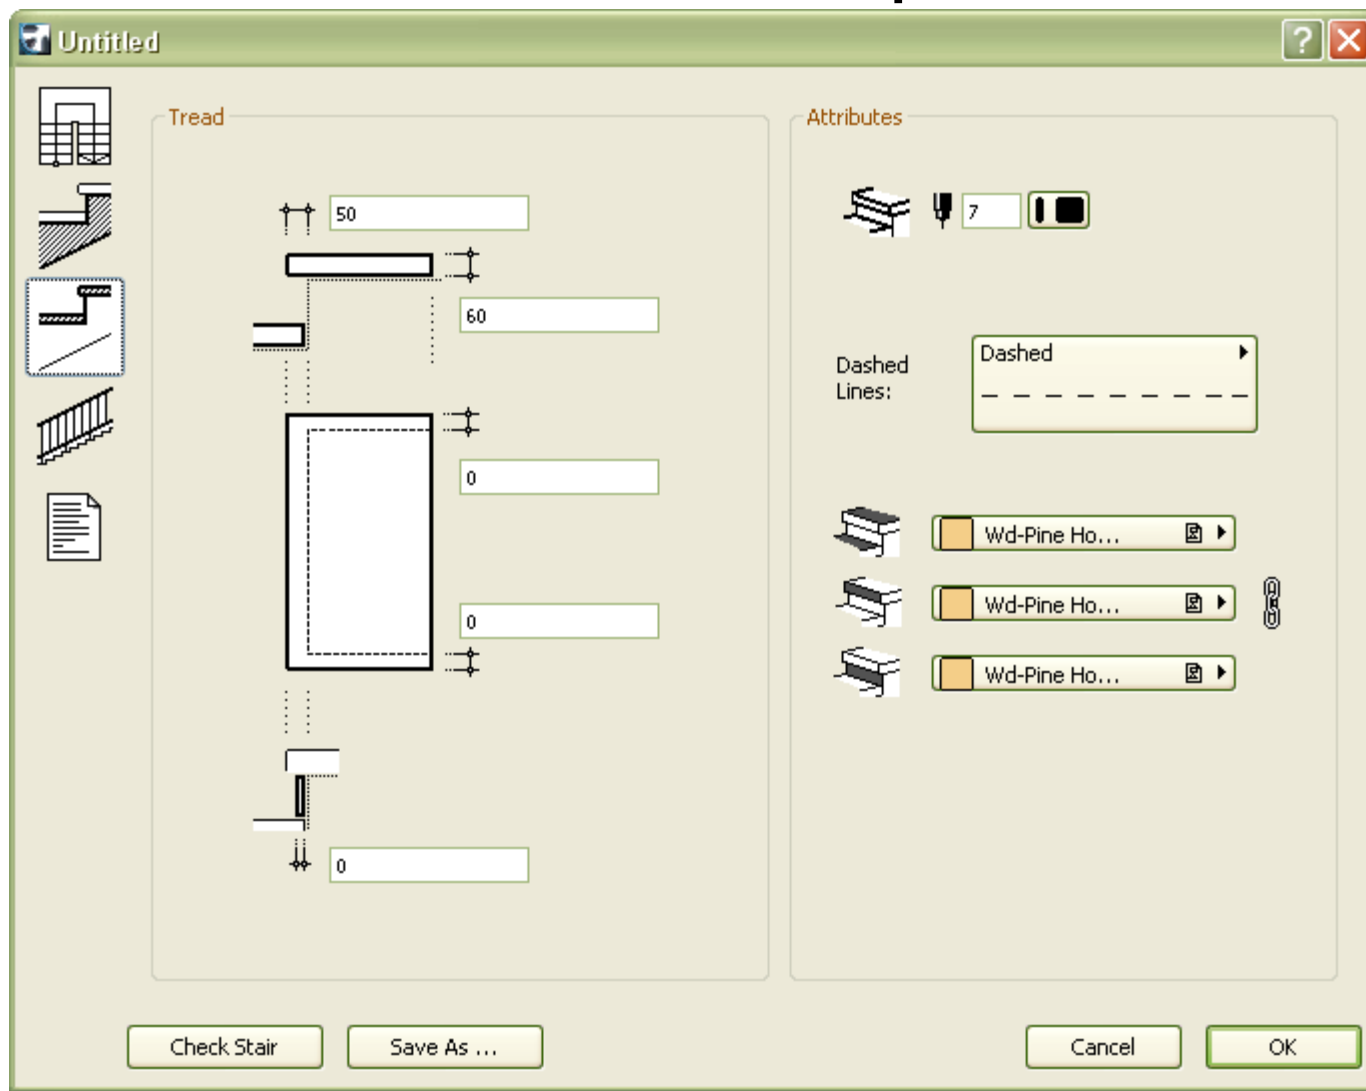 Untitled
Tread
50
60
0
0
0
Attributes
7
Dashed
Lines:
Dashed
Wd-Pine Ho...
Wd-Pine Ho...
Wd-Pine Ho...
Check Stair
Save As ...
Cancel
OK